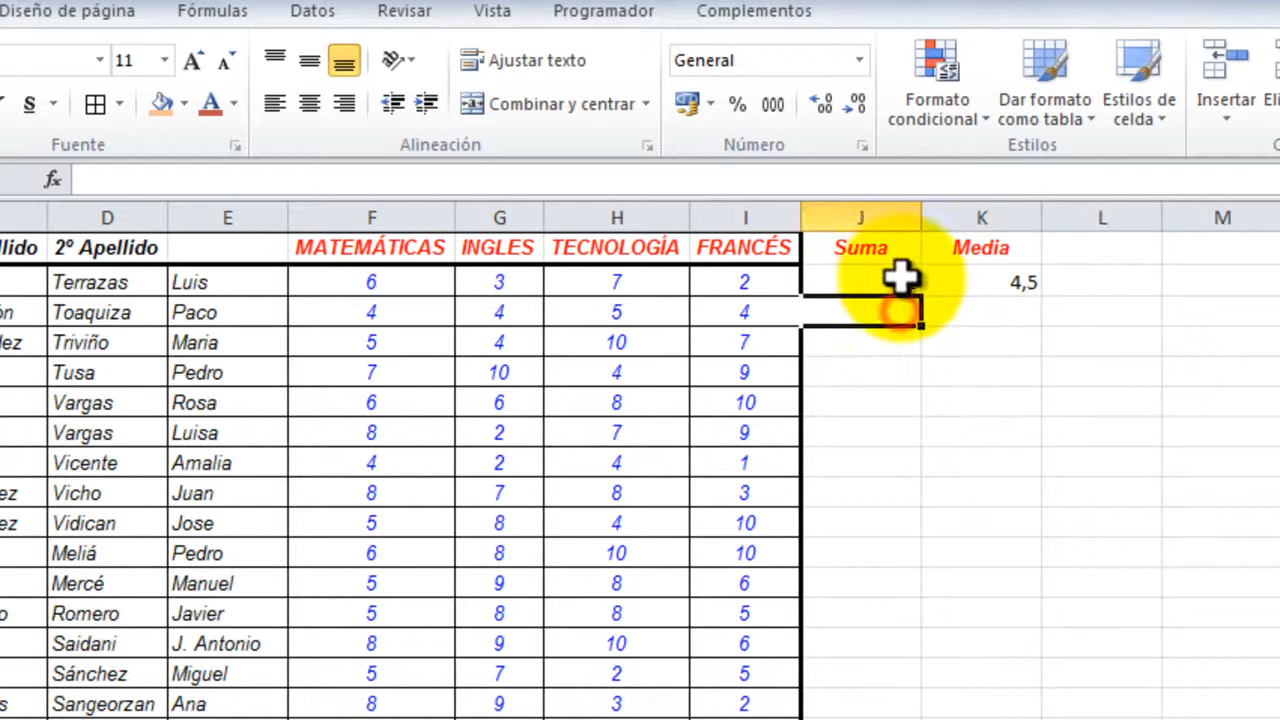 Diseño de página Fórmulas Datos Revisar Vista Programador Complementos
11 A A Ajustar texto General
S A Combinar y centrar % 000 Formato condicional Dar formato como tabla Estilos de celda Insertar
Fuente Alineación Número Estilos
fx
D E F G H I J K L M
llido 2º Apellido MATEMÁTICAS INGLES TECNOLOGÍA FRANCÉS Suma Media
Terrazas Luis 6 3 7 2 4,5
ón Toaquiza Paco 4 4 5 4
dez Triviño Maria 5 4 10 7
Tusa Pedro 7 10 4 9
Vargas Rosa 6 6 8 10
Vargas Luisa 8 2 7 9
Vicente Amalia 4 2 4 1
ez Vicho Juan 8 7 8 3
ez Vidican Jose 5 8 4 10
Meliá Pedro 6 8 10 10
Mercé Manuel 5 9 8 6
o Romero Javier 5 8 8 5
Saidani J. Antonio 8 9 10 6
Sánchez Miguel 5 7 2 5
s Sangeorzan Ana 8 9 3 2